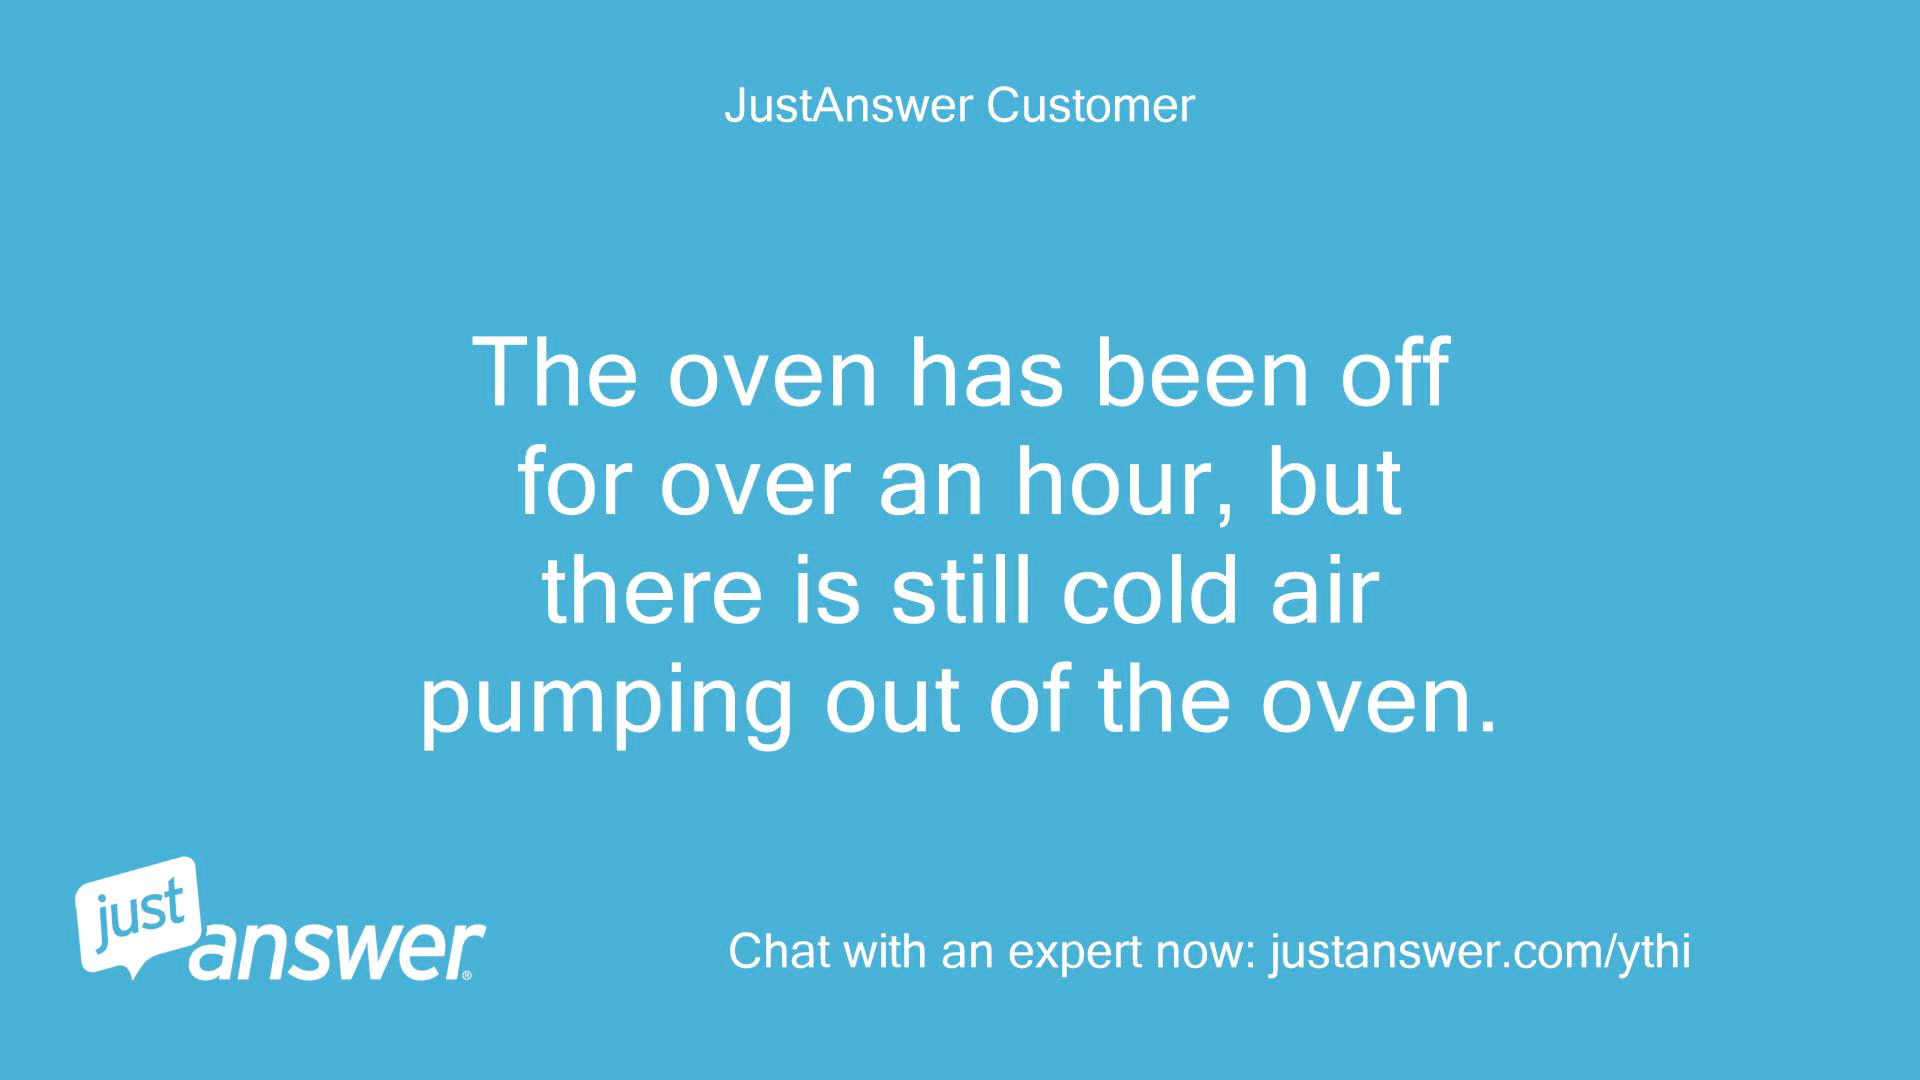 JustAnswer Customer
The oven has been off
for over an hour, but
there is still cold air
pumping out of the oven.
just
answer®
Chat with an expert now: justanswer.com/ythi